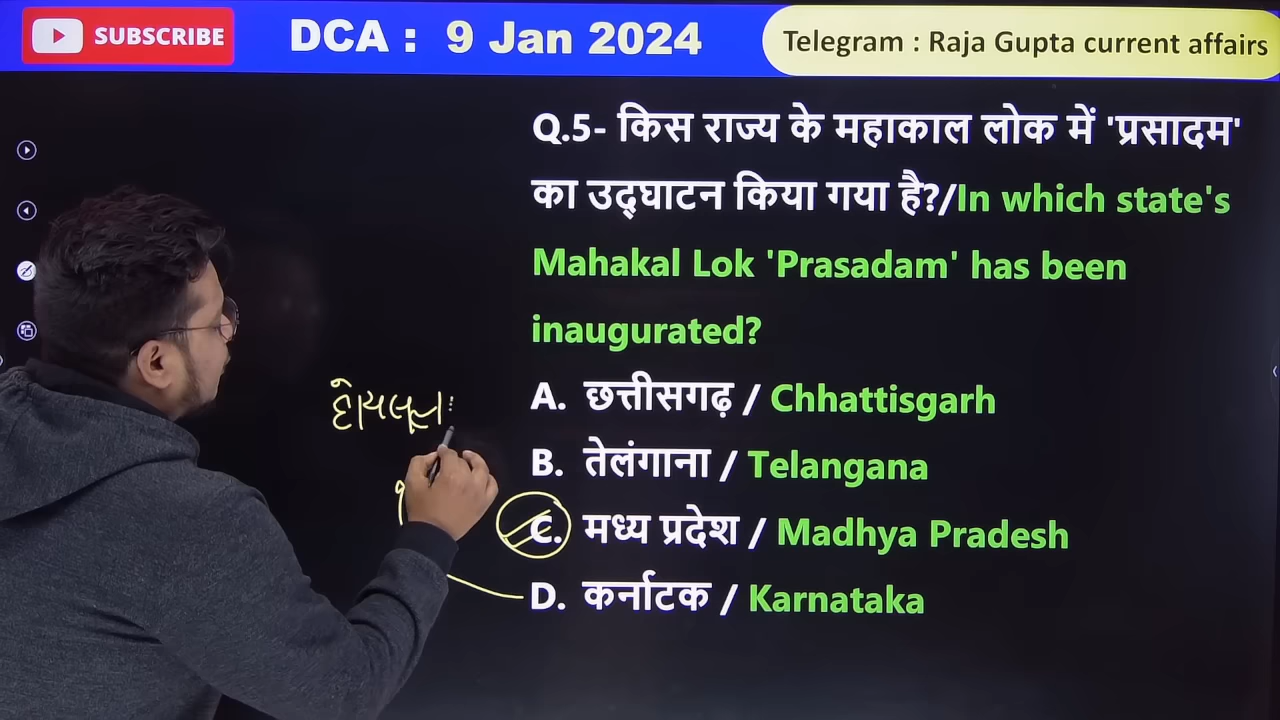 SUBSCRIBE
DCA : 9 Jan 2024
Telegram : Raja Gupta current affairs
Q.5- किस राज्य के महाकाल लोक में 'प्रसादम'
का उद्घाटन किया गया है?/In which state's
Mahakal Lok 'Prasadam' has been
inaugurated?
A. छत्तीसगढ़ / Chhattisgarh
B. तेलंगाना / Telangana
C. मध्य प्रदेश / Madhya Pradesh
D. कर्नाटक / Karnataka